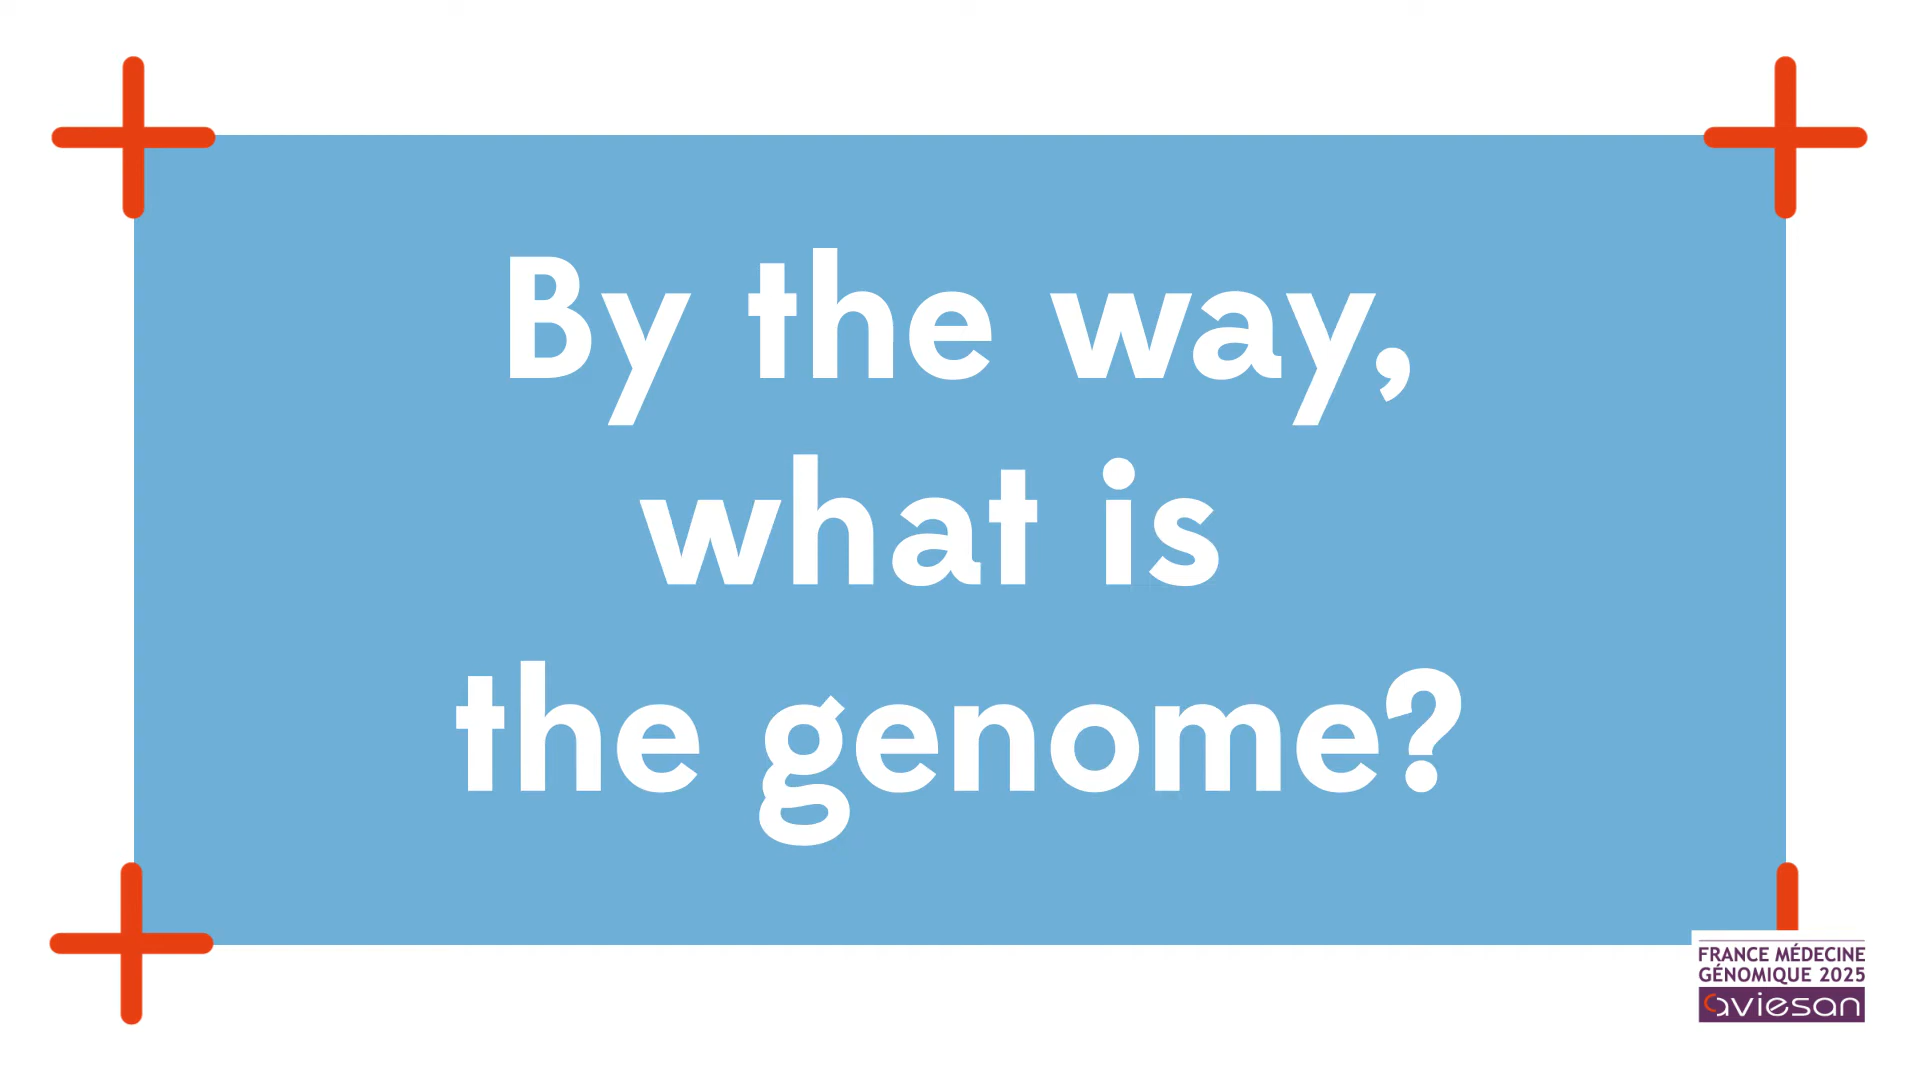 By the way,
what is
the genome?
FRANCE MÉDECINE
GÉNOMIQUE 2025
aviesan